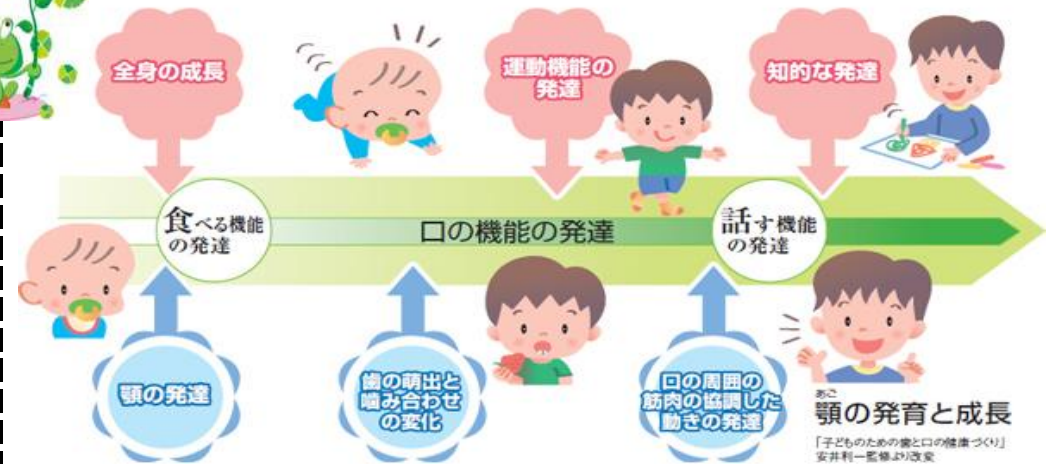 全身の成長
運動機能の
発達
知的な発達
食べる機能
の発達
口の機能の発達
話す機能
の発達
顎の発達
歯の萌出と
噛み合わせ
の変化
口の周囲の
筋肉の協調した
動きの発達
あご
顎の発育と成長
「子どものための歯と口の健康づくり」
安井利一監修より改変